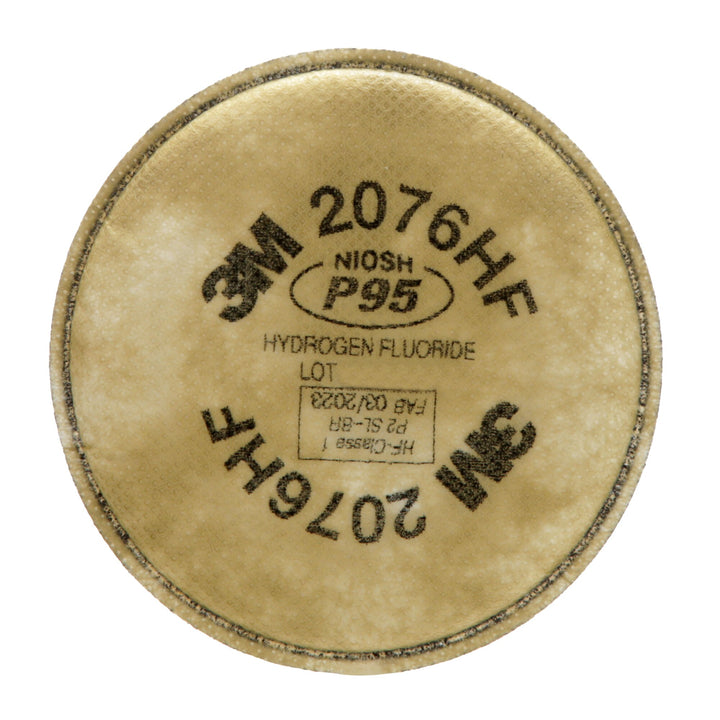 3M 2076HF
NIOSH
P95
HYDROGEN FLUORIDE
LOT
HF-Classe 1
P2 SL-BR
FAB 03/2023
3M 2076HF